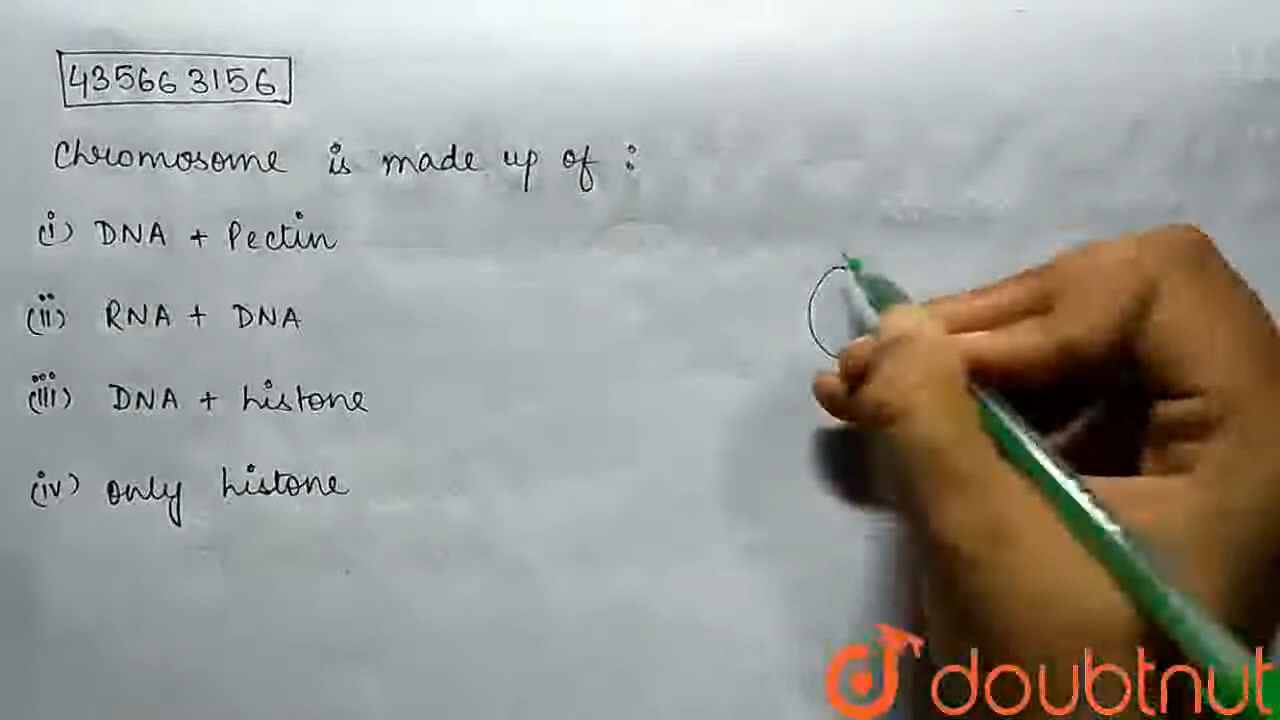 435663156
Chromosome is made up of :
(i) DNA + Pectin
(ii) RNA + DNA
(iii) DNA + histone
(iv) only histone
doubtnut